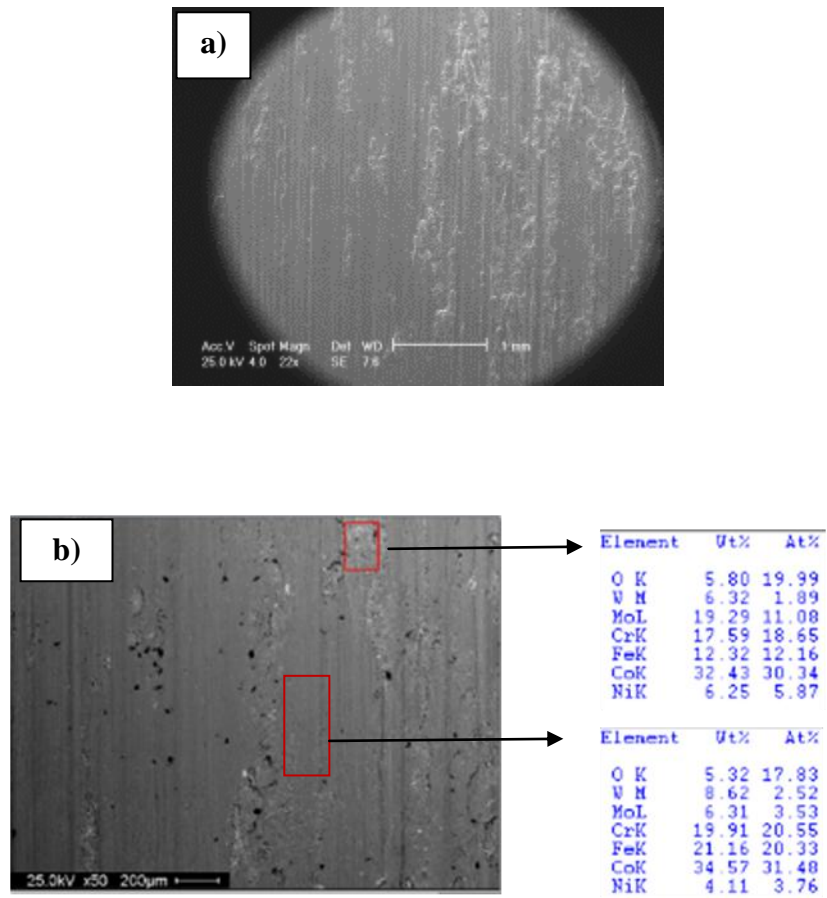 a)
Acc.V Spot Magn Det WD 1 mm
25.0 kV 4.0 22x SE 7.6
b)
25.0kV x50 200μm
Element Wt% At%
O K 5.80 19.99
W M 6.32 1.89
MoL 19.29 11.08
CrK 17.59 18.65
FeK 12.32 12.16
CoK 32.43 30.34
NiK 6.25 5.87
Element Wt% At%
O K 5.32 17.83
W M 8.62 2.52
MoL 6.31 3.53
CrK 19.91 20.55
FeK 21.16 20.33
CoK 34.57 31.48
NiK 4.11 3.76